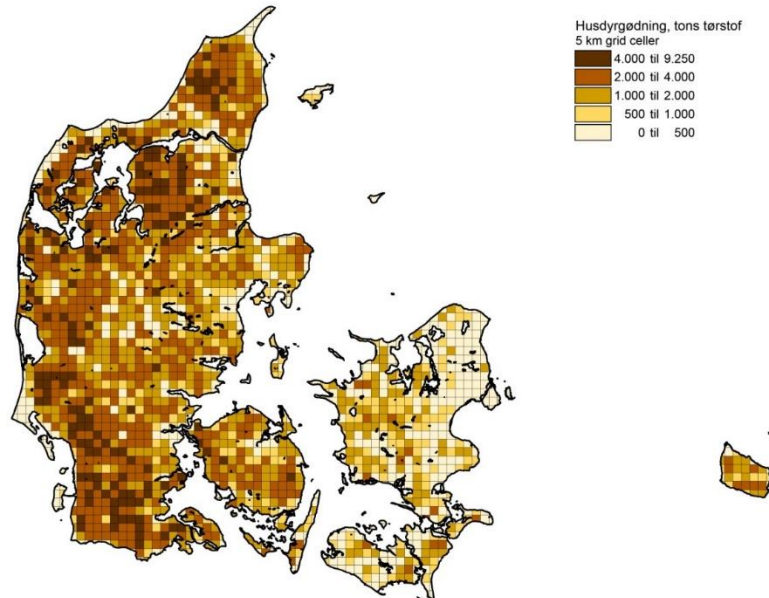 Husdyrgødning, tons tørstof
5 km grid celler
4.000 til 9.250
2.000 til 4.000
1.000 til 2.000
500 til 1.000
0 til 500